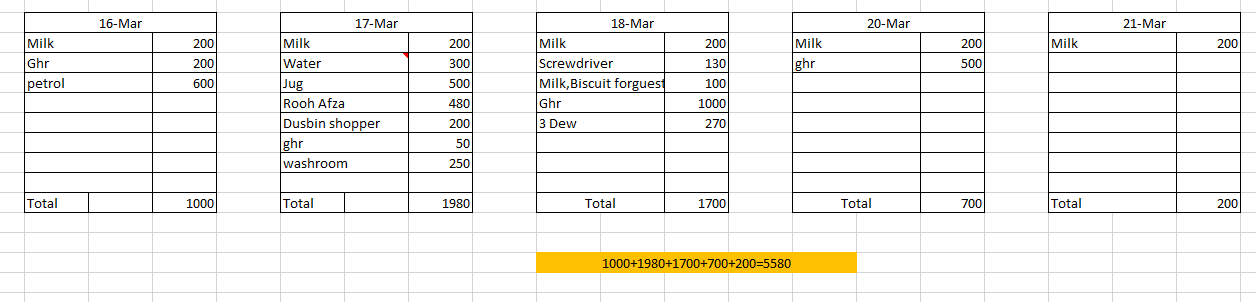 16-Mar 17-Mar 18-Mar 20-Mar 21-Mar
Milk 200 Milk 200 Milk 200 Milk 200 Milk 200
Ghr 200 Water 300 Screwdriver 130 ghr 500
petrol 600 Jug 500 Milk,Biscuit forguest 100
Rooh Afza 480 Ghr 1000
Dusbin shopper 200 3 Dew 270
ghr 50
washroom 250
Total 1000 Total 1980 Total 1700 Total 700 Total 200
1000+1980+1700+700+200=5580